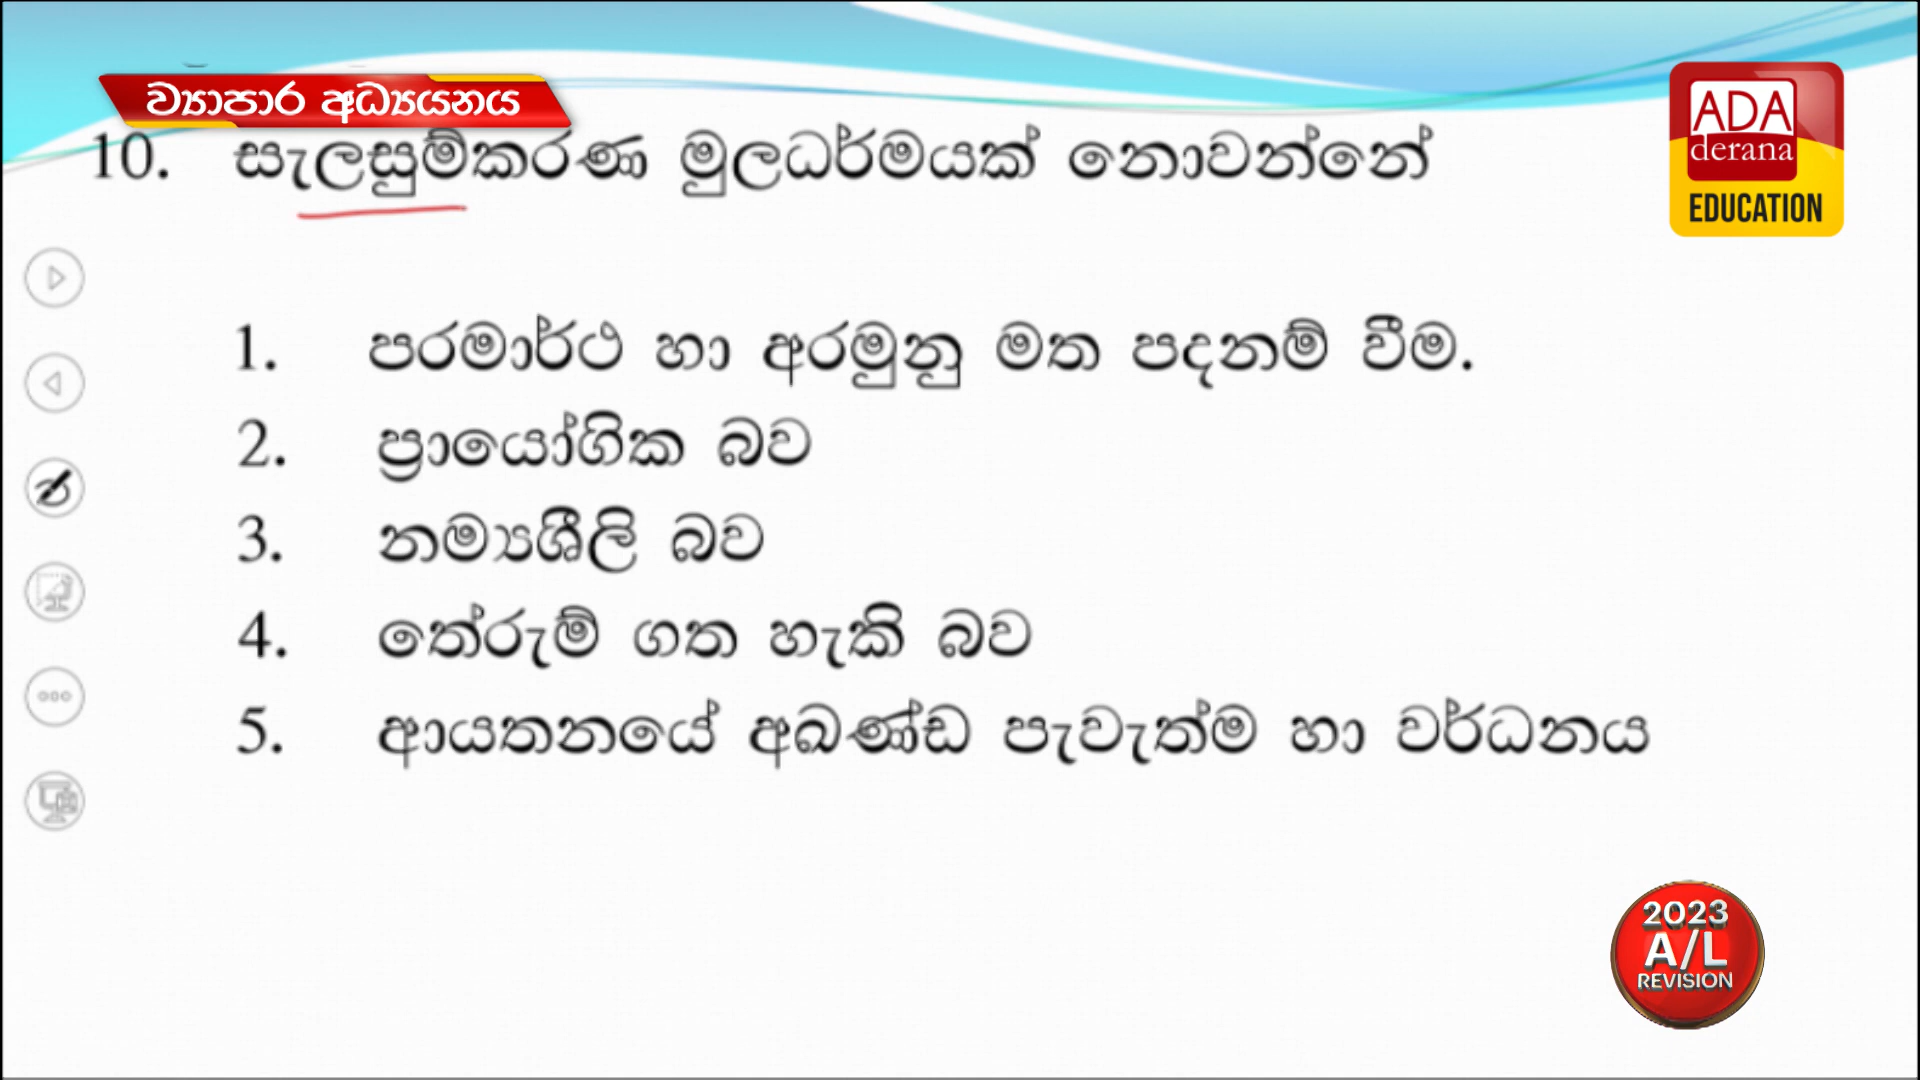 ව්‍යාපාර අධ්‍යයනය
ADA
derana
EDUCATION
10. සැලසුම්කරණ මුලධර්මයක් නොවන්නේ
1. පරමාර්ථ හා අරමුනු මත පදනම් වීම.
2. ප්‍රායෝගික බව
3. නම්‍යශීලි බව
4. තේරුම් ගත හැකි බව
5. ආයතනයේ අඛණ්ඩ පැවැත්ම හා වර්ධනය
2023
A/L
REVISION